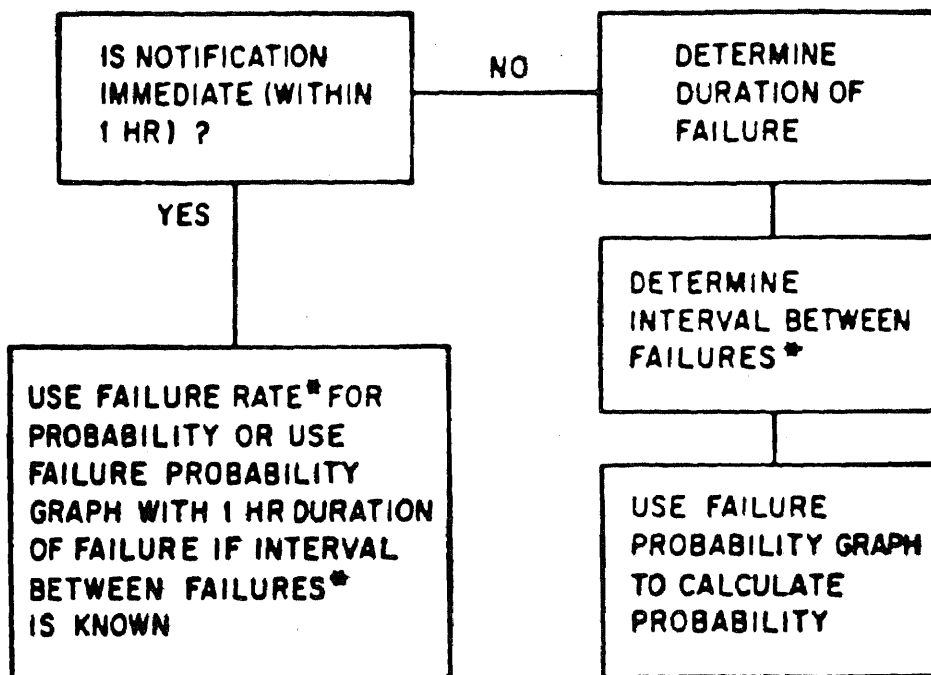 IS NOTIFICATION
IMMEDIATE (WITHIN
1 HR) ?
NO
DETERMINE
DURATION OF
FAILURE
YES
DETERMINE
INTERVAL BETWEEN
FAILURES*
USE FAILURE RATE* FOR
PROBABILITY OR USE
FAILURE PROBABILITY
GRAPH WITH 1 HR DURATION
OF FAILURE IF INTERVAL
BETWEEN FAILURES*
IS KNOWN
USE FAILURE
PROBABILITY GRAPH
TO CALCULATE
PROBABILITY